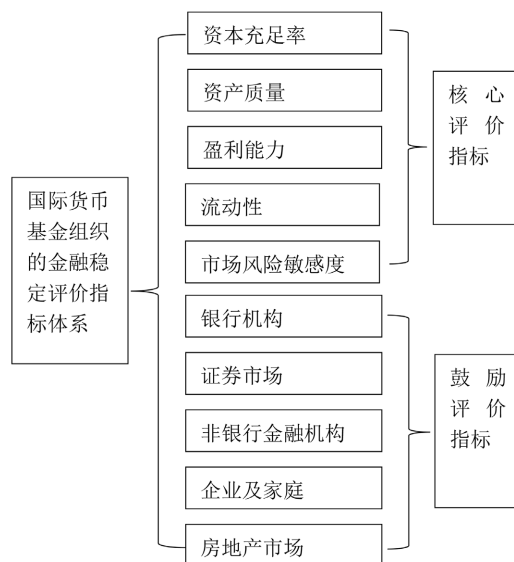 国际货币
基金组织
的金融稳
定评价指
标体系
资本充足率
资产质量
盈利能力
流动性
市场风险敏感度
银行机构
证券市场
非银行金融机构
企业及家庭
房地产市场
核 心
评 价
指标
鼓 励
评 价
指标